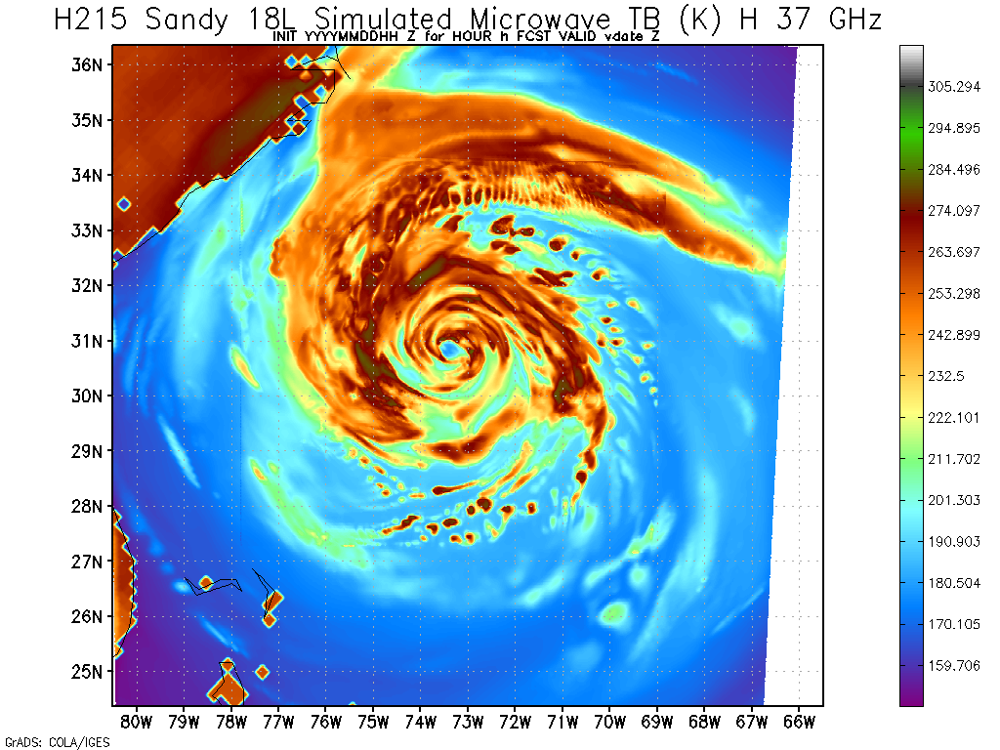 H215 Sandy 18L Simulated Microwave TB (K) H 37 GHz
INIT YYYYMMDDHH Z for HOUR h FCST VALID vdate Z
36N
35N
34N
33N
32N
31N
30N
29N
28N
27N
26N
25N
80W 79W 78W 77W 76W 75W 74W 73W 72W 71W 70W 69W 68W 67W 66W
305.294
294.895
284.496
274.097
263.697
253.298
242.899
232.5
222.101
211.702
201.303
190.903
180.504
170.105
159.706
GrADS: COLA/IGES